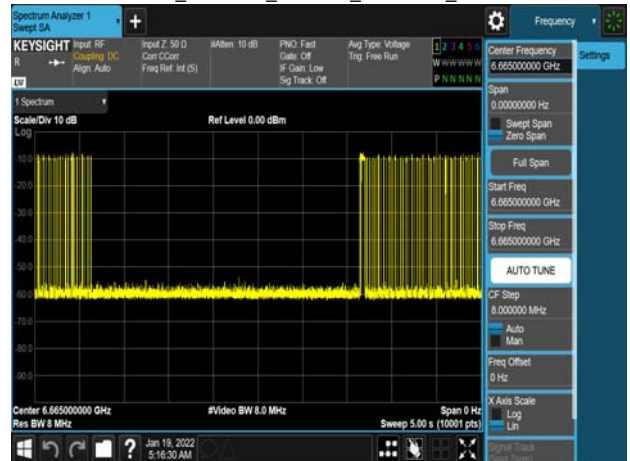 Spectrum Analyzer 1
Swept SA
+
Frequency
KEYSIGHT
Input: RF
Coupling: DC
Align: Auto
R
LXI
Input Z: 50 Ω
Corr CCorr
Freq Ref: Int (S)
#Atten: 10 dB
PNO: Fast
Gate: Off
IF Gain: Low
Sig Track: Off
Avg Type: Voltage
Trig: Free Run
1 2 3 4 5 6
W W W W W W
P N N N N N
1 Spectrum
Scale/Div 10 dB
Ref Level 0.00 dBm
Log
-10.0
-20.0
-30.0
-40.0
-50.0
-60.0
-70.0
-80.0
-90.0
Center 6.665000000 GHz
#Video BW 8.0 MHz
Span 0 Hz
Res BW 8 MHz
Sweep 5.00 s (10001 pts)
Center Frequency
6.665000000 GHz
Settings
Span
0.00000000 Hz
Swept Span
Zero Span
Full Span
Start Freq
6.665000000 GHz
Stop Freq
6.665000000 GHz
AUTO TUNE
CF Step
8.000000 MHz
Auto
Man
Freq Offset
0 Hz
X Axis Scale
Log
Lin
Signal Track
(Span Zoom)
?
Jan 19, 2022
5:16:30 AM